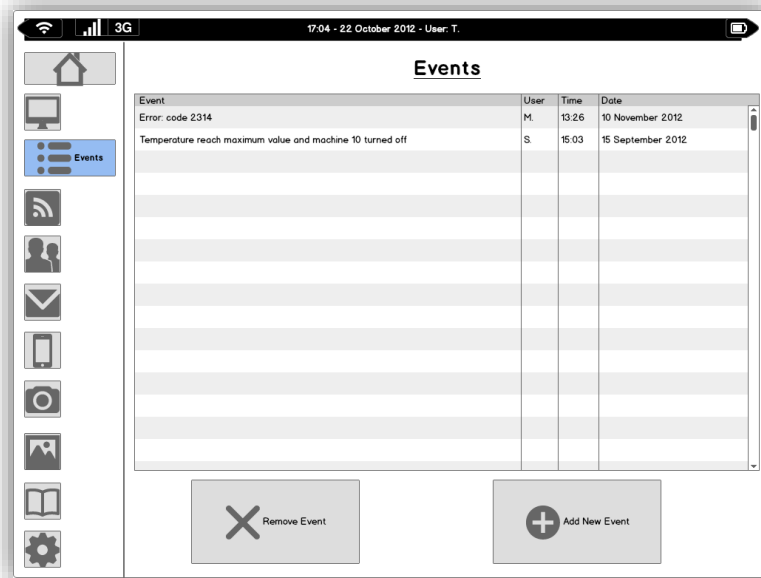 3G 17:04 - 22 October 2012 - User: T.
Events
Event User Time Date
Error: code 2314 M. 13:26 10 November 2012
Temperature reach maximum value and machine 10 turned off S. 15:03 15 September 2012
Events
Remove Event Add New Event